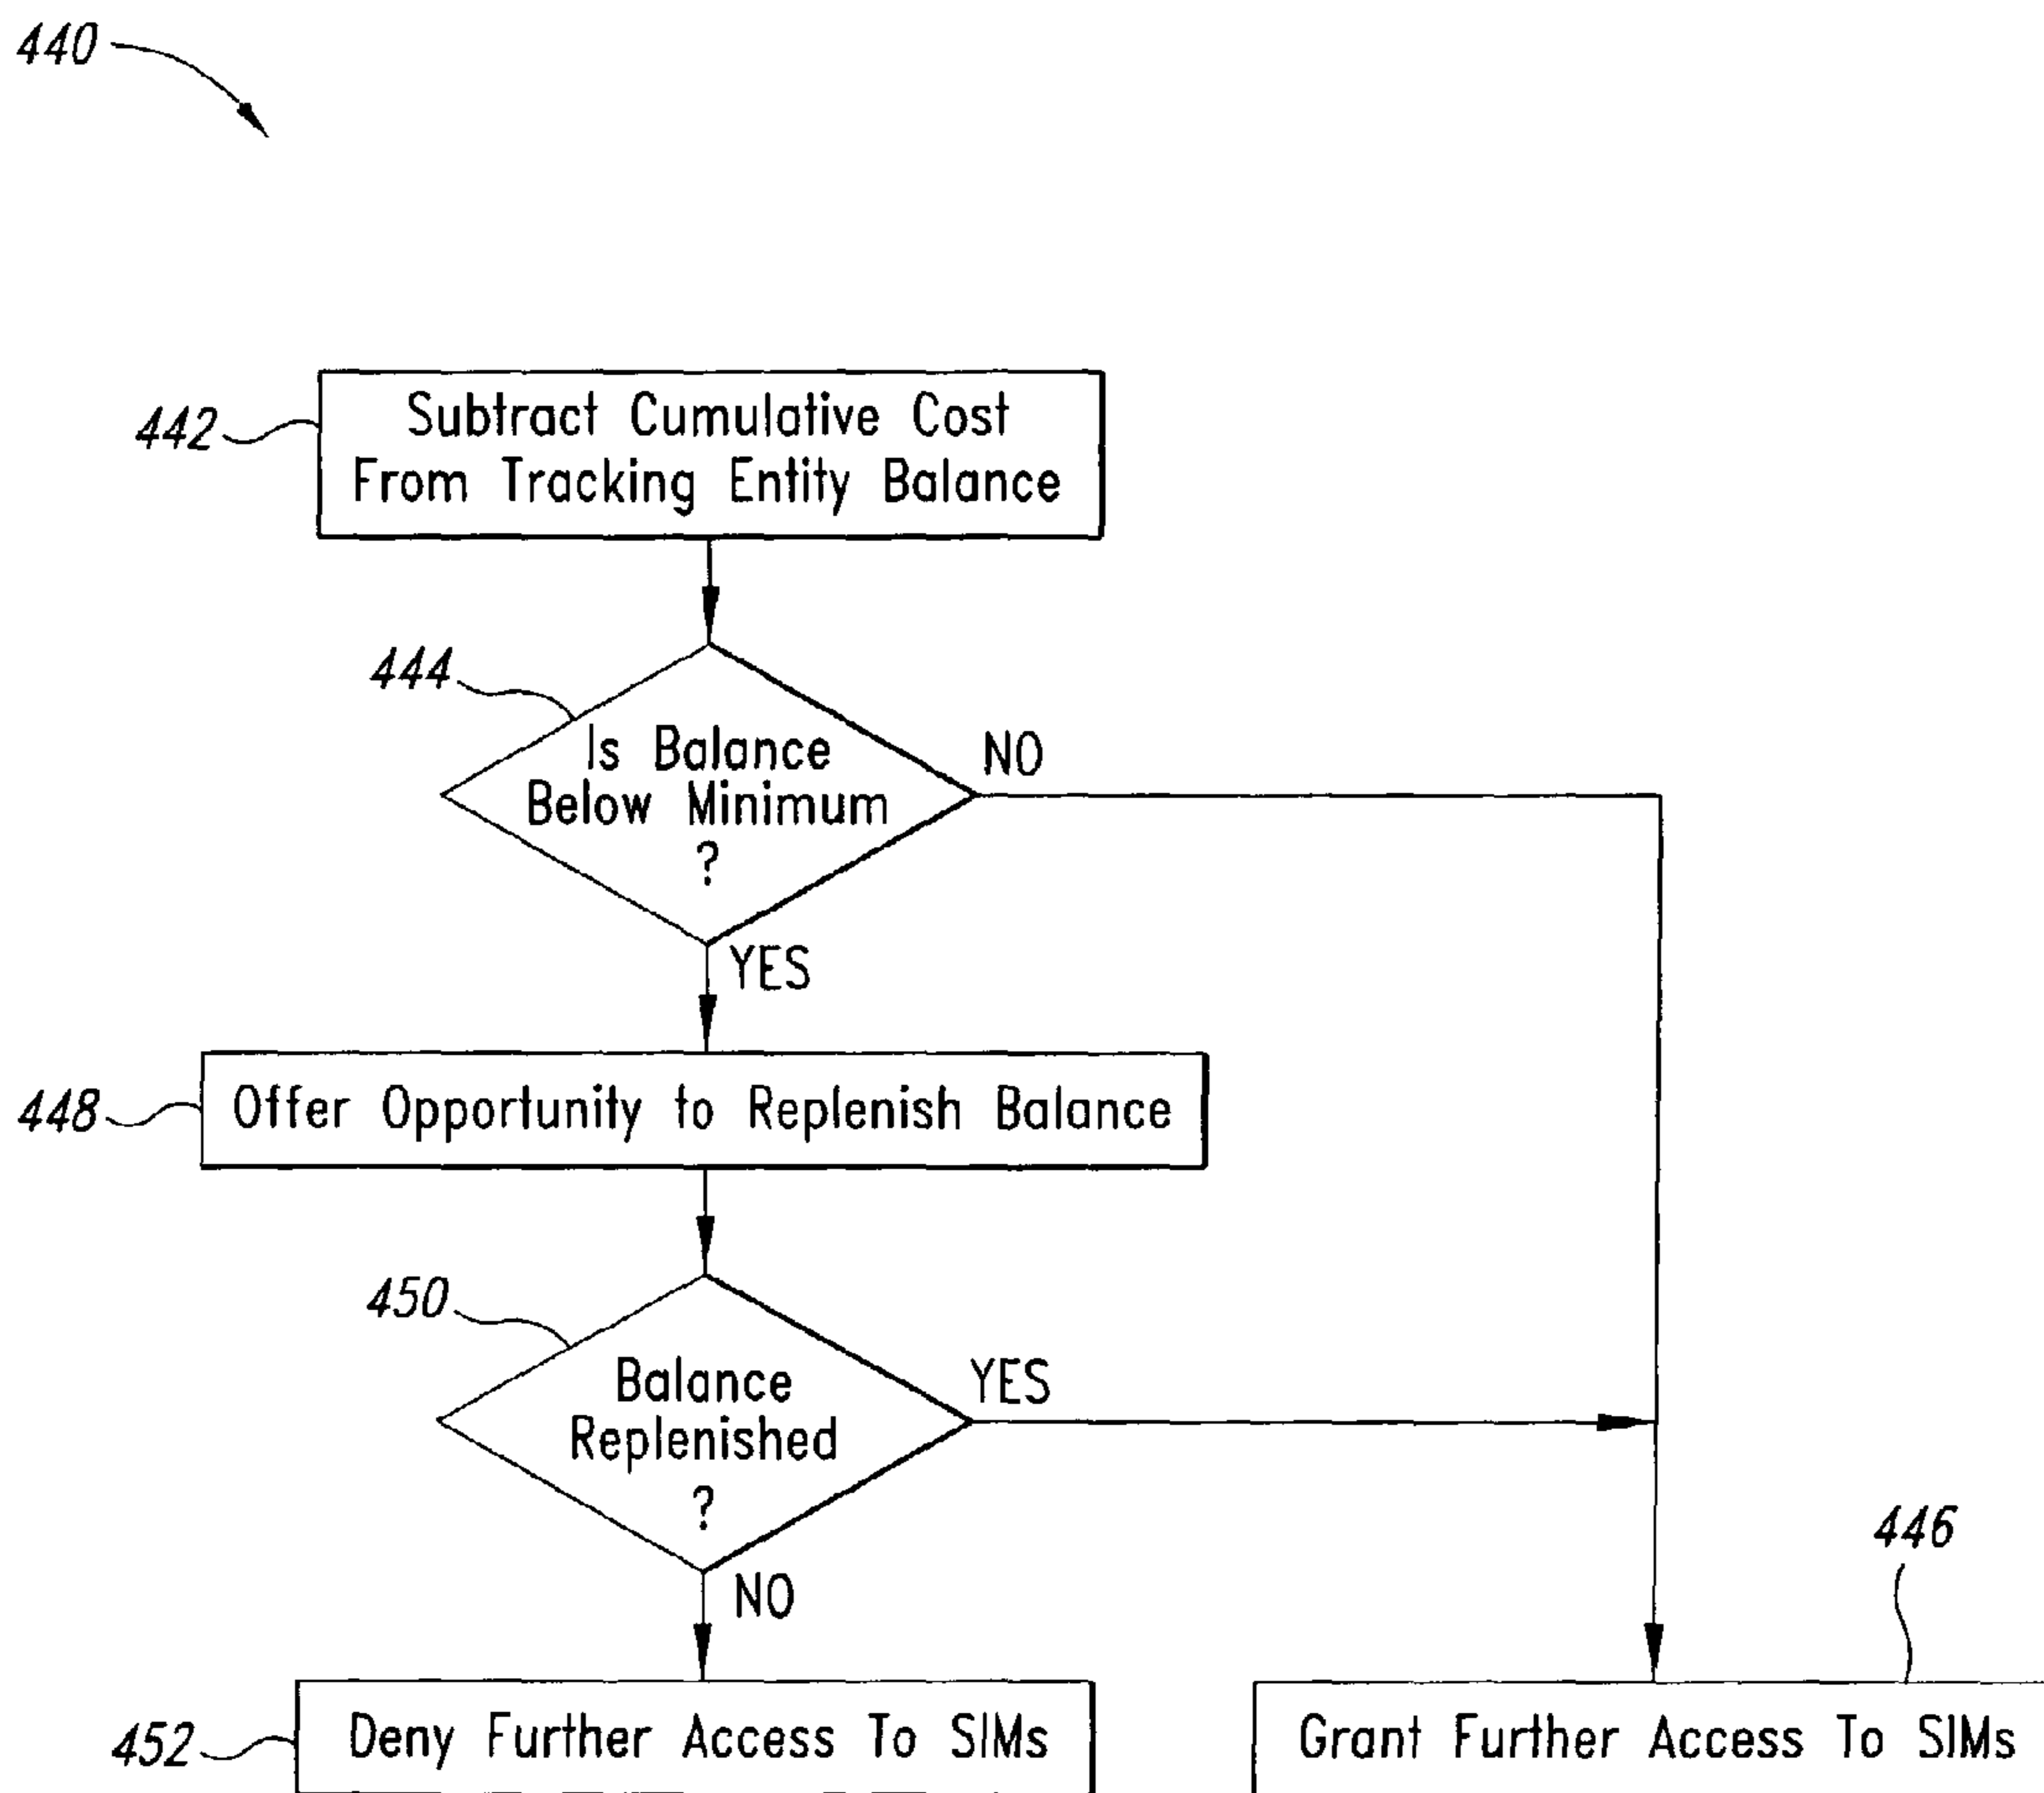 440
442
Subtract Cumulative Cost
From Tracking Entity Balance
444
Is Balance
Below Minimum
?
NO
YES
448
Offer Opportunity to Replenish Balance
450
Balance
Replenished
?
YES
NO
446
452
Deny Further Access To SIMs
Grant Further Access To SIMs